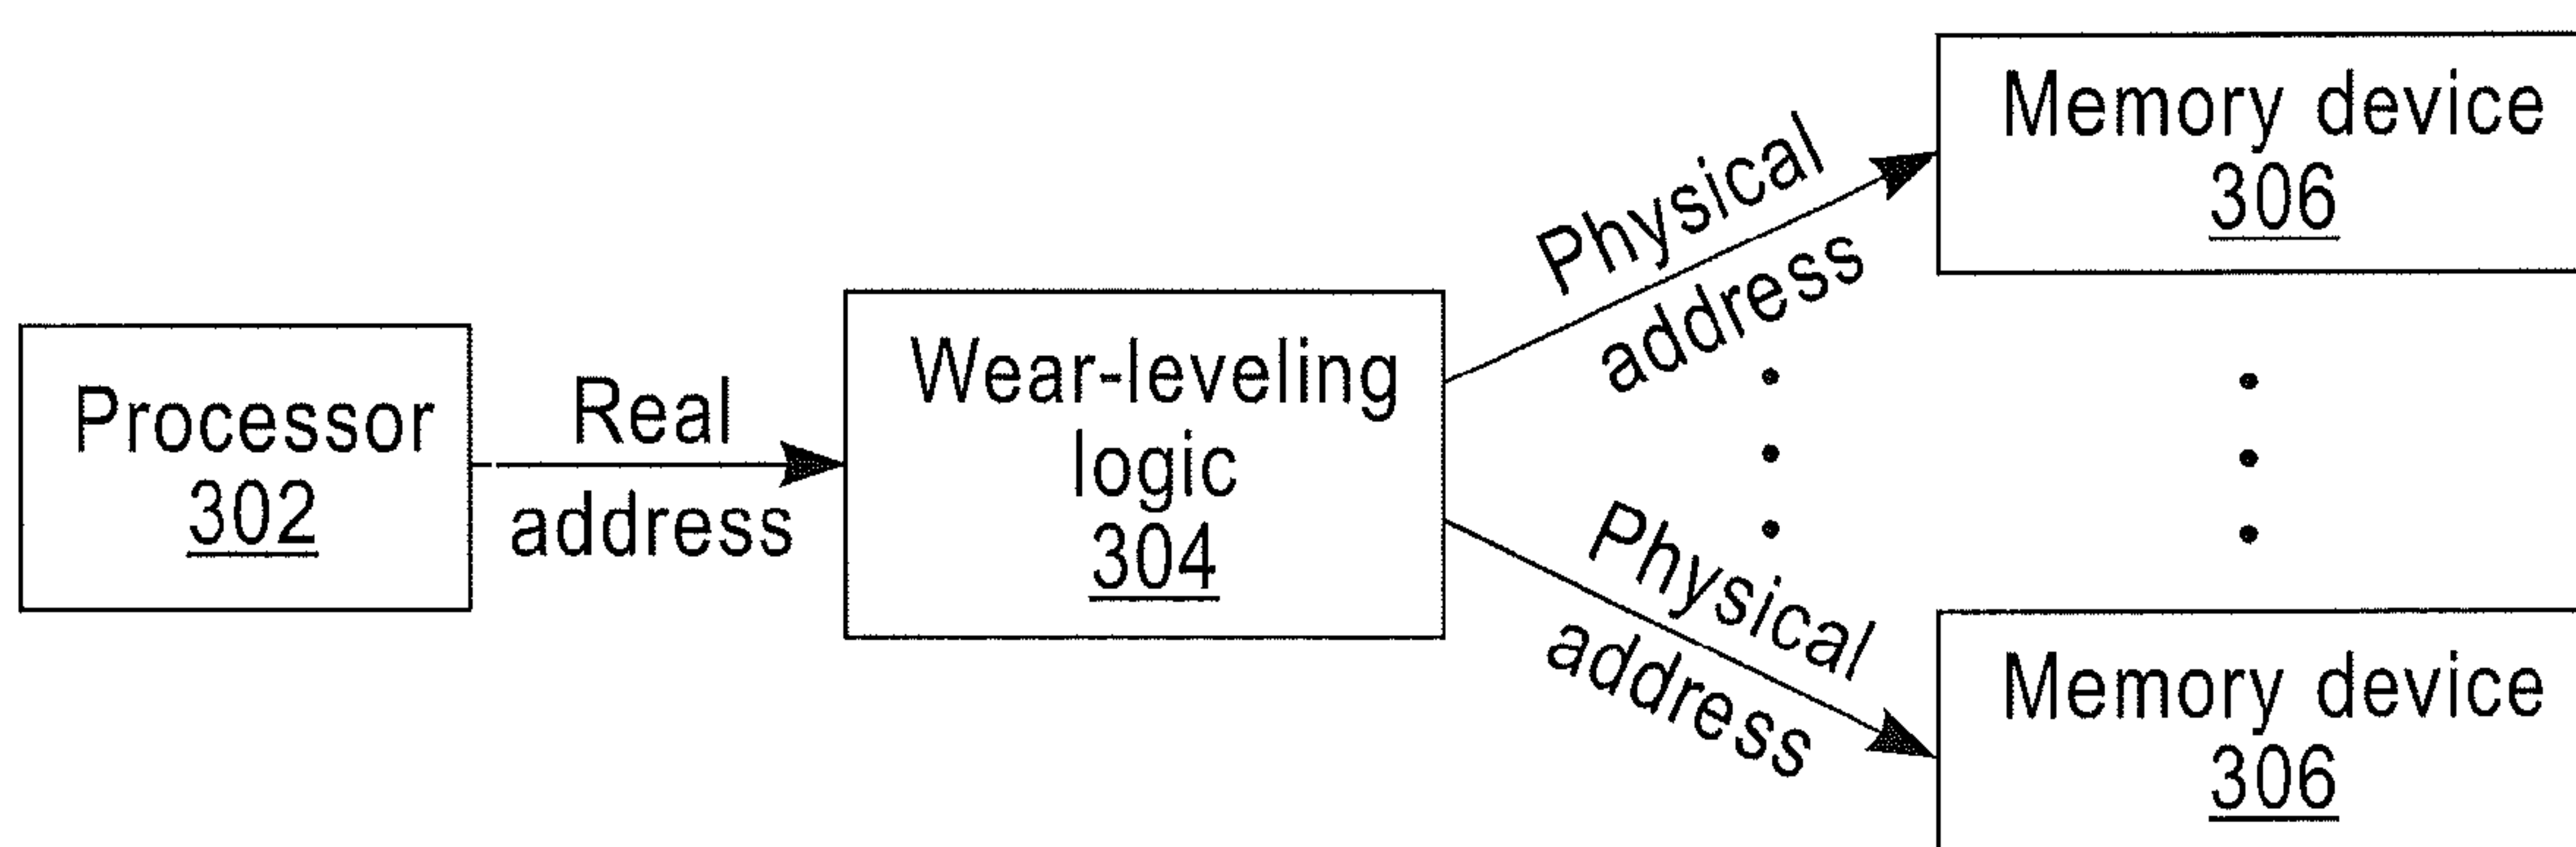 Processor
302
Real
address
Wear-leveling
logic
304
Physical
address
Physical
address
Memory device
306
Memory device
306